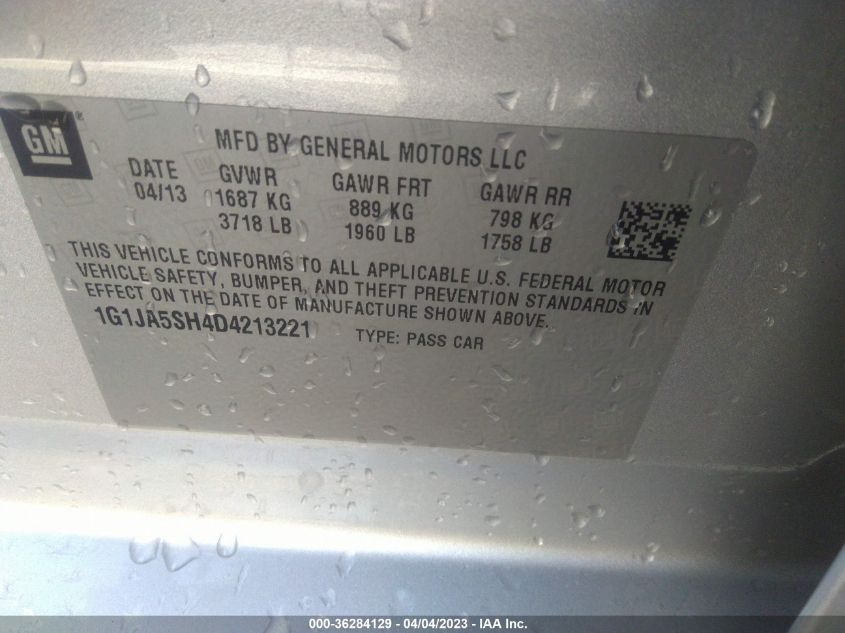 GM ®
MFD BY GENERAL MOTORS LLC
DATE GVWR GAWR FRT GAWR RR
04/13 1687 KG 889 KG 798 KG
3718 LB 1960 LB 1758 LB
THIS VEHICLE CONFORMS TO ALL APPLICABLE U.S. FEDERAL MOTOR
VEHICLE SAFETY, BUMPER, AND THEFT PREVENTION STANDARDS IN
EFFECT ON THE DATE OF MANUFACTURE SHOWN ABOVE.
1G1JA5SH4D4213221 TYPE: PASS CAR
000-36284129 - 04/04/2023 - IAA Inc.